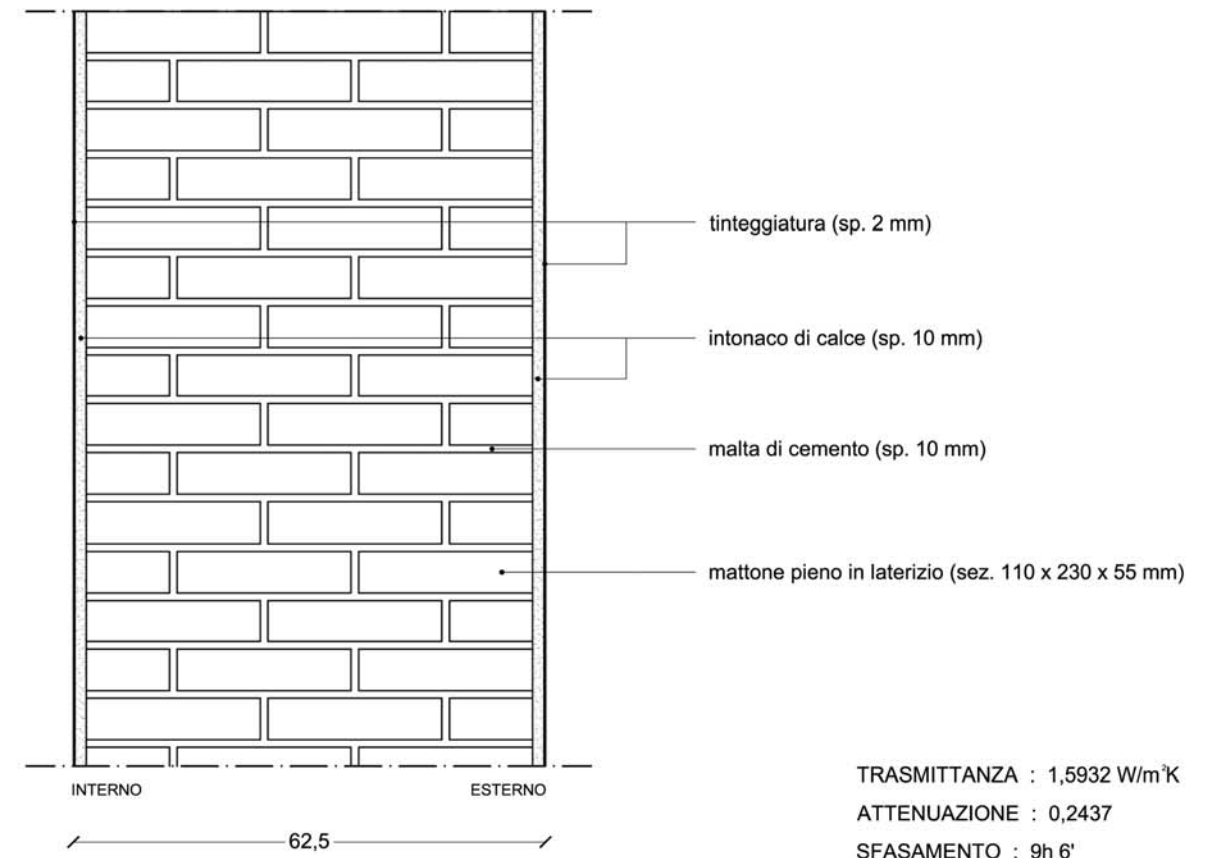 tinteggiatura (sp. 2 mm)
intonaco di calce (sp. 10 mm)
malta di cemento (sp. 10 mm)
mattone pieno in laterizio (sez. 110 x 230 x 55 mm)
INTERNO
ESTERNO
62,5
TRASMITTANZA : 1,5932 W/m²K
ATTENUAZIONE : 0,2437
SFASAMENTO : 9h 6'